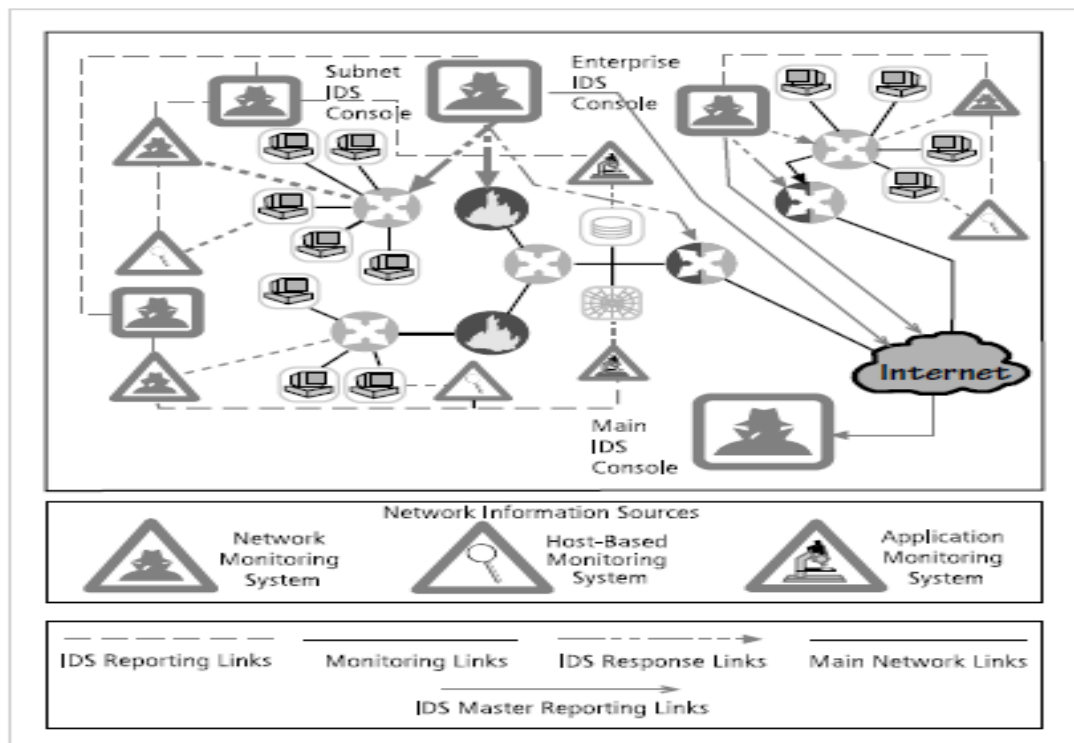 Subnet
IDS
Console
Enterprise
IDS
Console
Internet
Main
IDS
Console
Network Information Sources
Network
Monitoring
System
Host-Based
Monitoring
System
Application
Monitoring
System
IDS Reporting Links
Monitoring Links
IDS Response Links
Main Network Links
IDS Master Reporting Links